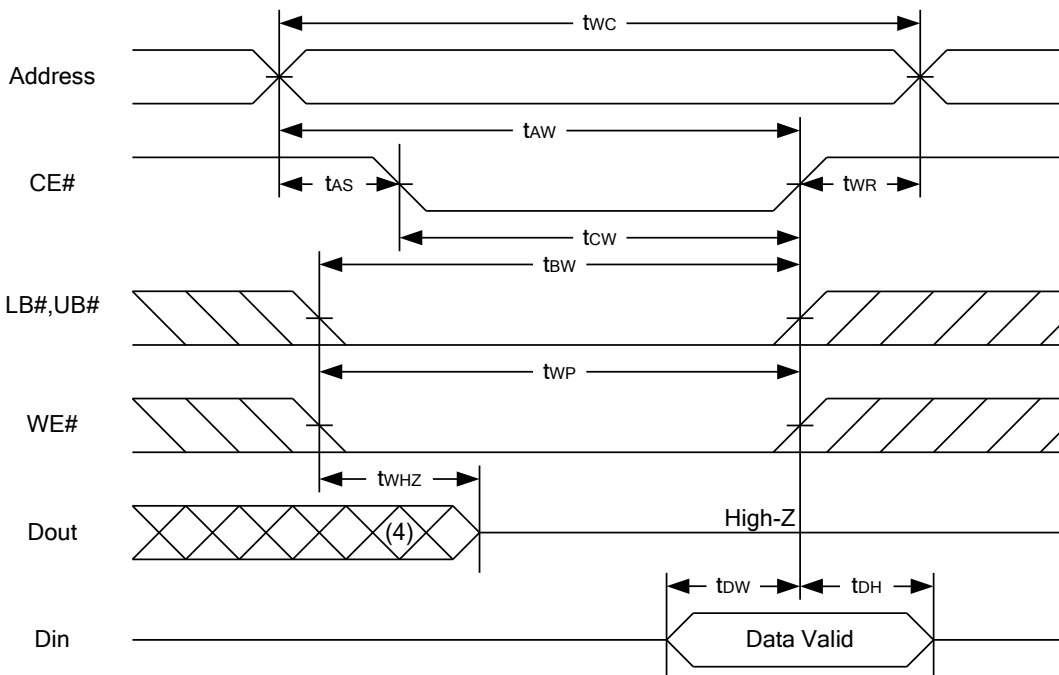 tWC
Address
tAW
CE#
tAS
tWR
tCW
tBW
LB#,UB#
tWP
WE#
tWHZ
Dout
(4)
High-Z
tDW
tDH
Din
Data Valid